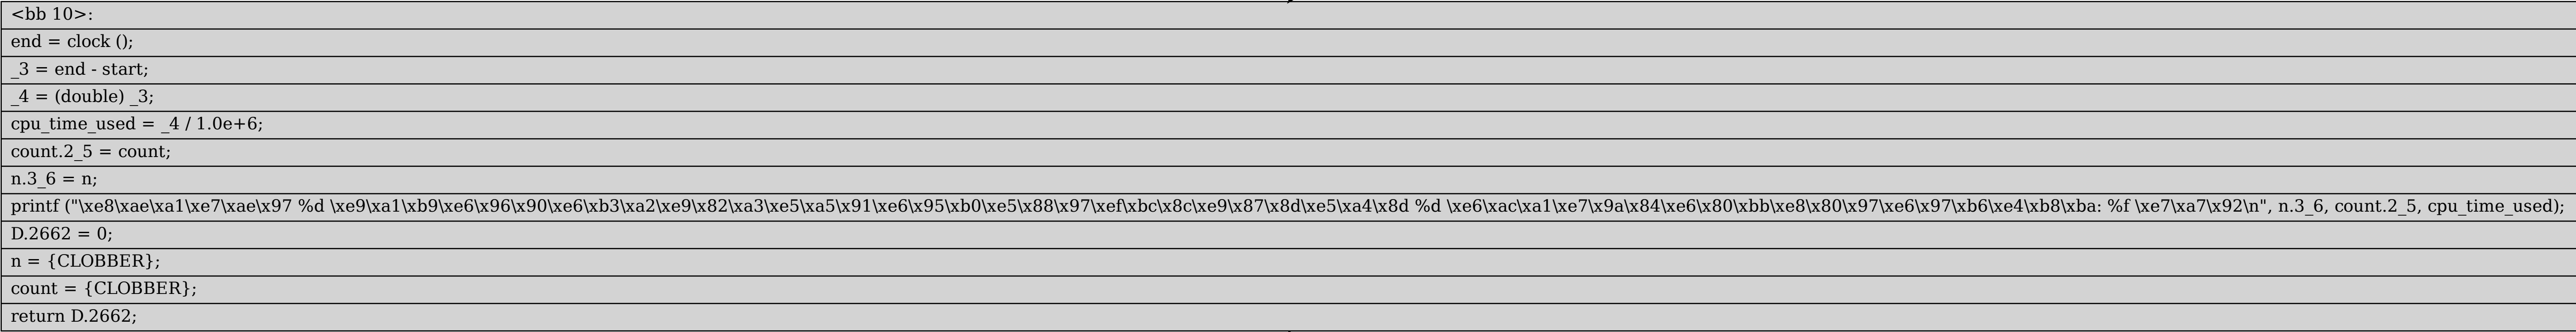 <bb 10>:
end = clock ();
_3 = end - start;
_4 = (double) _3;
cpu_time_used = _4 / 1.0e+6;
count.2_5 = count;
n.3_6 = n;
printf ("\xe8\xae\xa1\xe7\xae\x97 %d \xe9\xa1\xb9\xe6\x96\x90\xe6\xb3\xa2\xe9\x82\xa3\xe5\xa5\x91\xe6\x95\xb0\xe5\x88\x97\xef\xbc\x8c\xe9\x87\x8d\xe5\xa4\x8d %d \xe6\xac\xa1\xe7\x9a\x84\xe6\x80\xbb\xe8\x80\x97\xe6\x97\xb6\xe4\xb8\xba: %f \xe7\xa7\x92\n", n.3_6, count.2_5, cpu_time_used);
D.2662 = 0;
n = {CLOBBER};
count = {CLOBBER};
return D.2662;